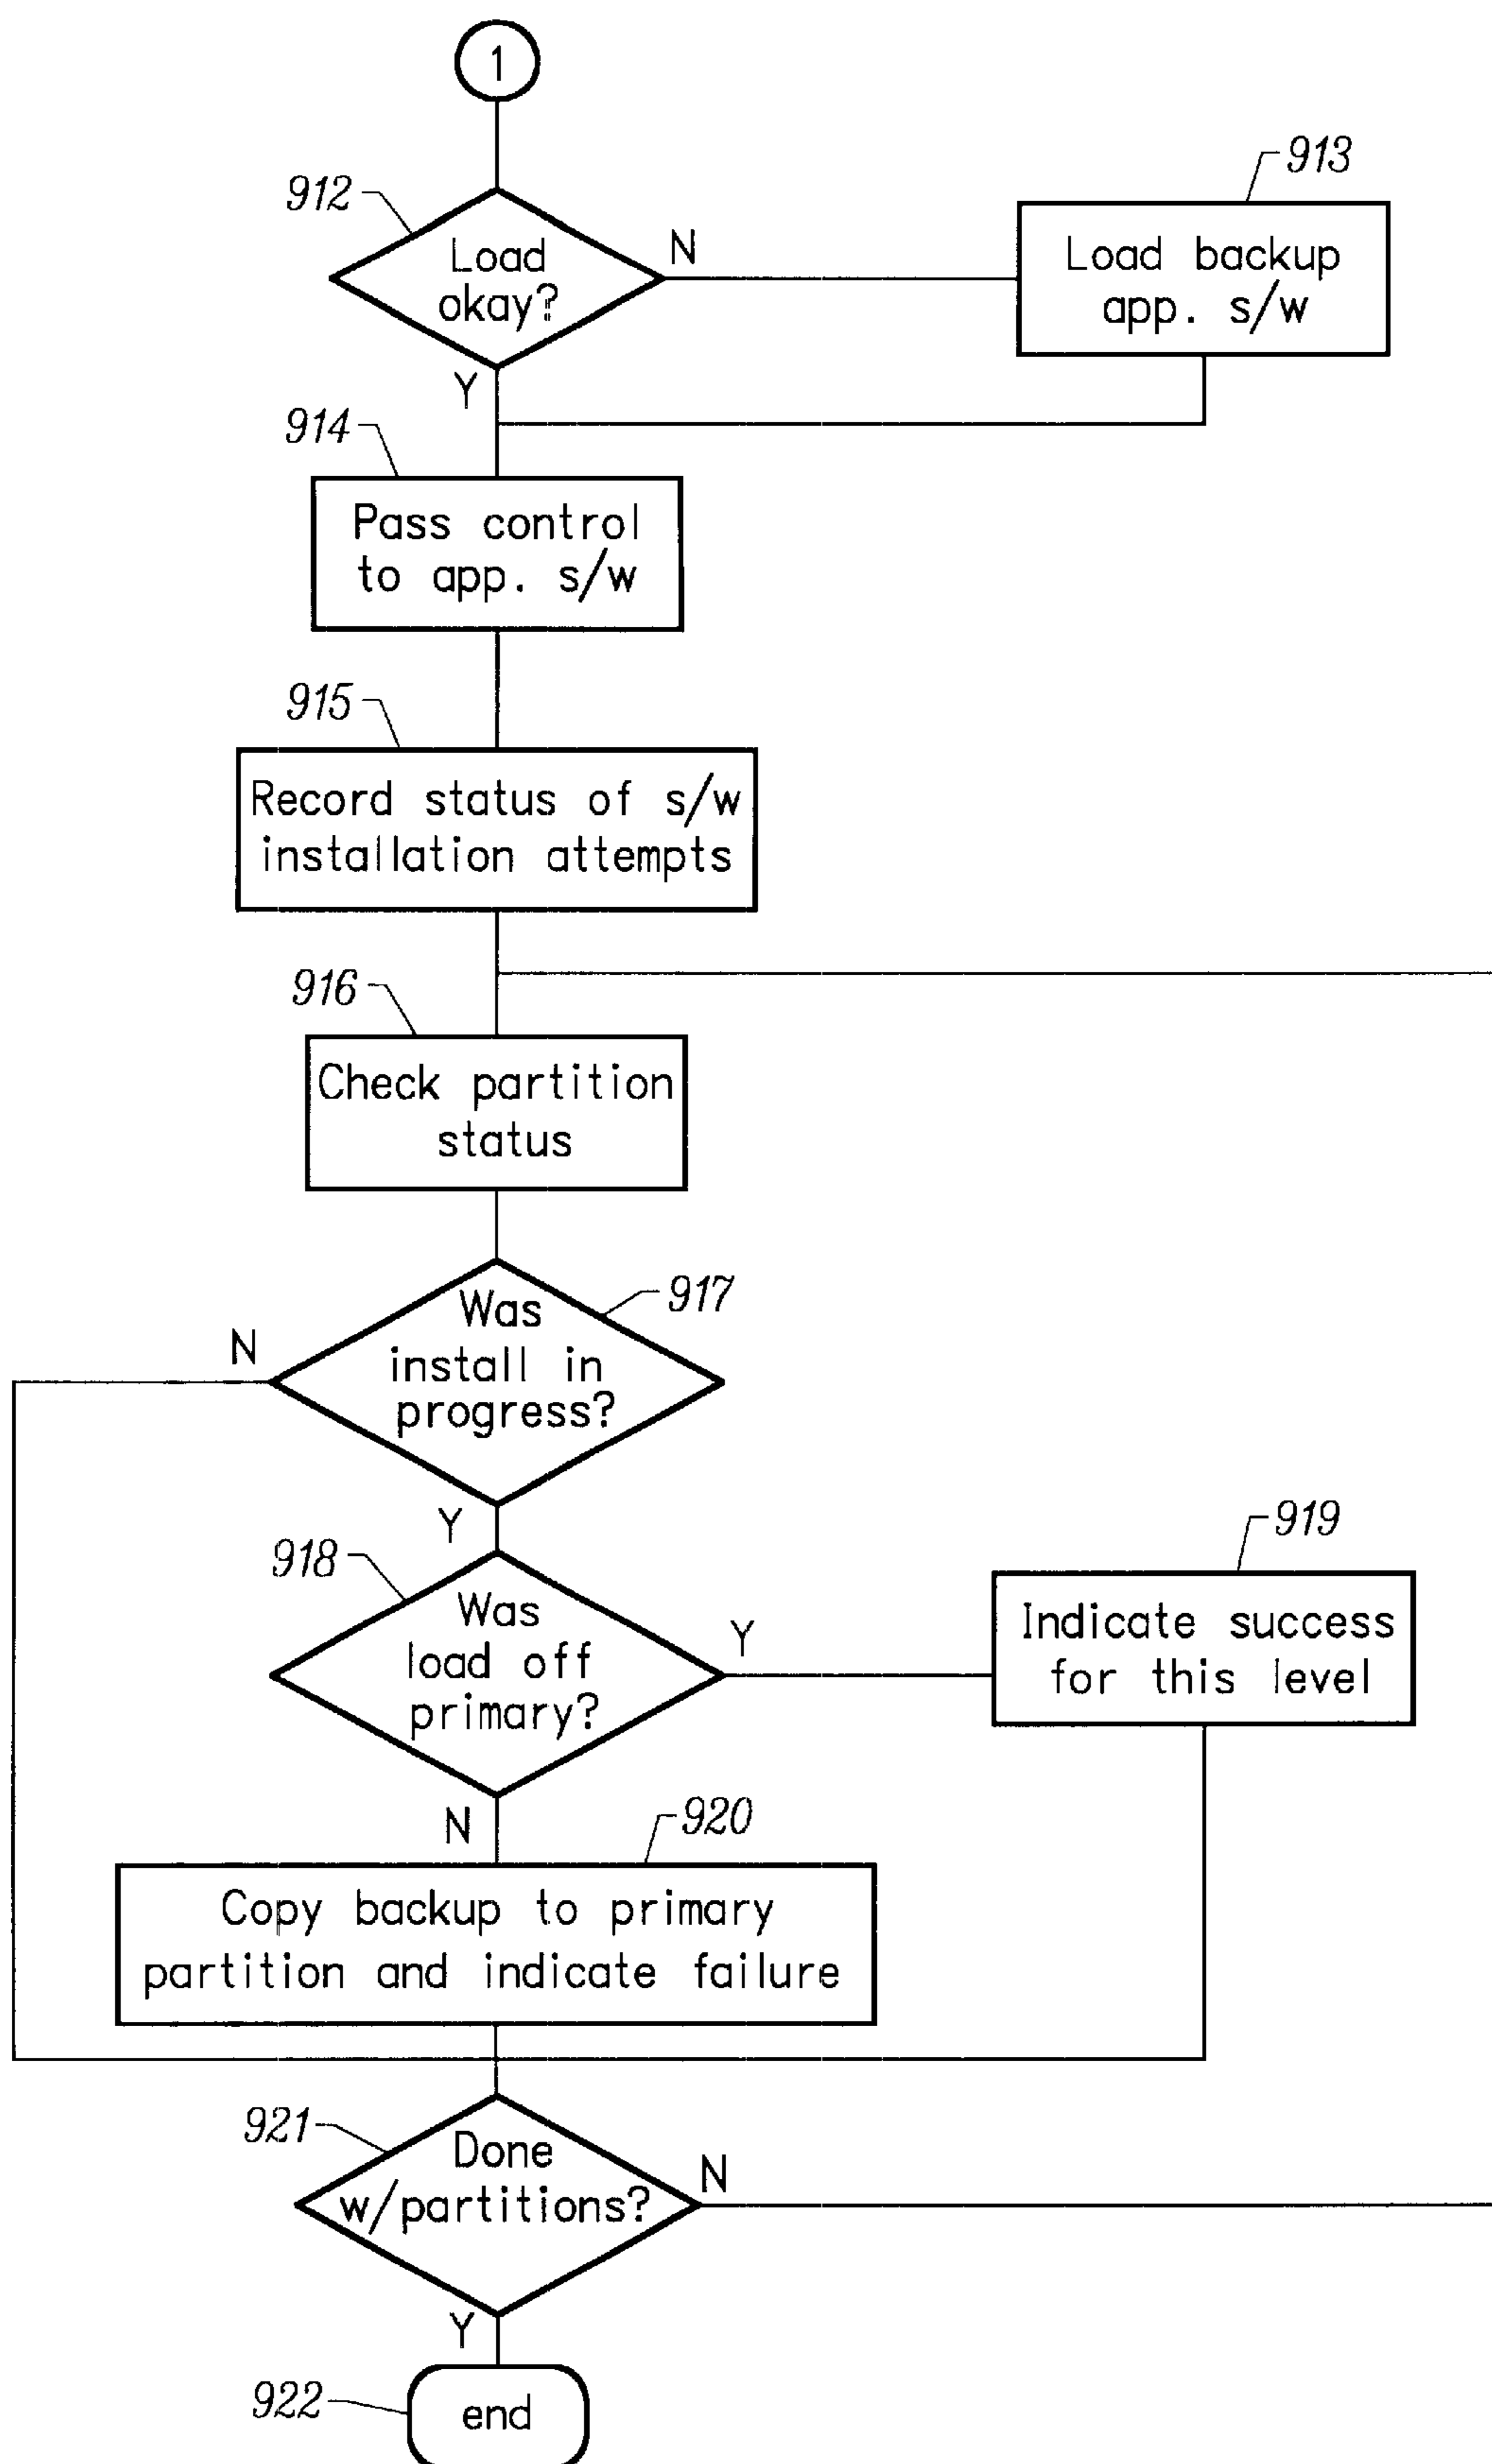 1
912
Load
okay?
N
913
Load backup
app. s/w
Y
914
Pass control
to app. s/w
915
Record status of s/w
installation attempts
916
Check partition
status
917
Was
install in
progress?
N
Y
918
Was
load off
primary?
Y
919
Indicate success
for this level
N
920
Copy backup to primary
partition and indicate failure
921
Done
w/partitions?
N
Y
922
end